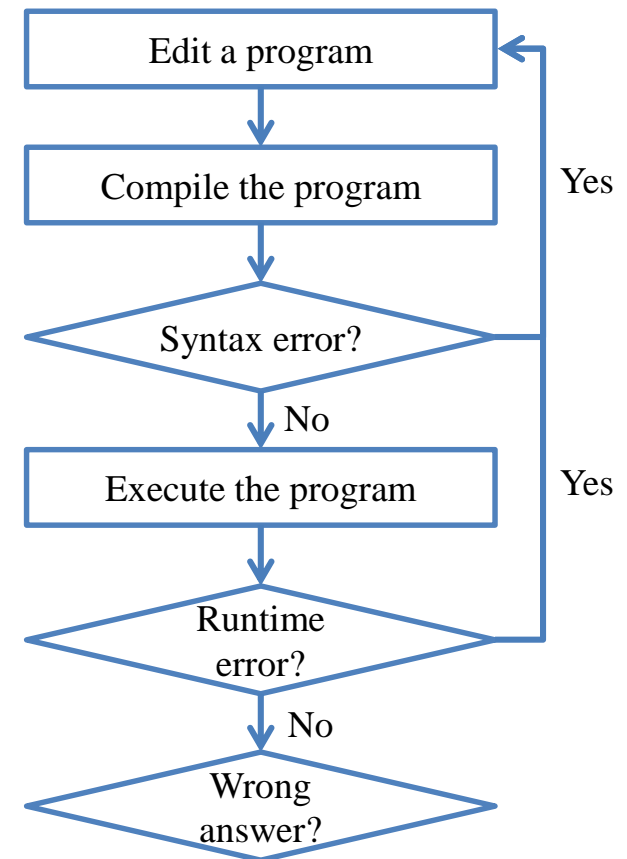 Edit a program
Compile the program
Yes
Syntax error?
No
Execute the program
Yes
Runtime
error?
No
Wrong
answer?